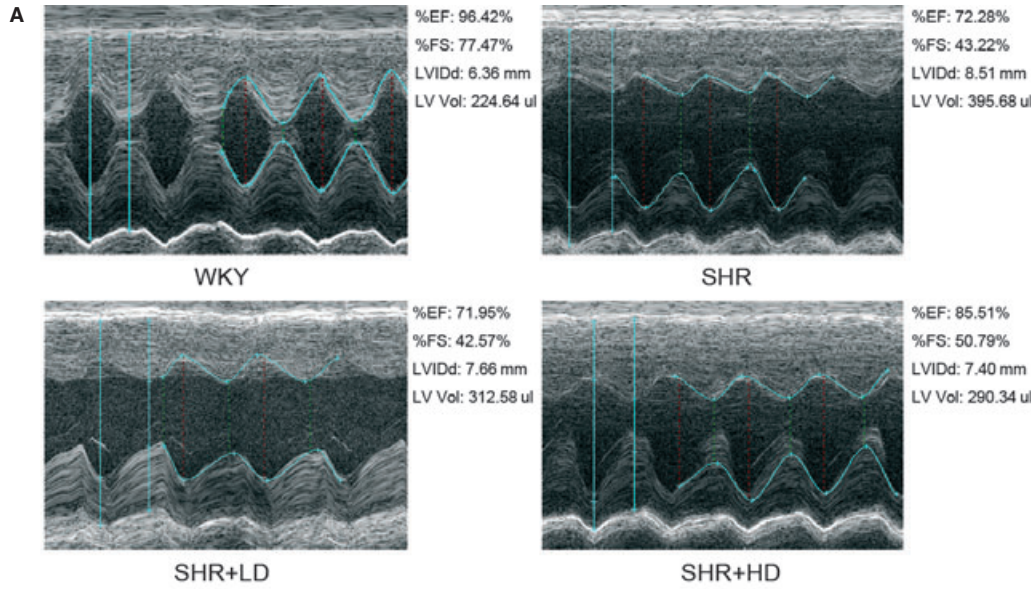 A
%EF: 96.42%
%FS: 77.47%
LVIDd: 6.36 mm
LV Vol: 224.64 ul
WKY
%EF: 72.28%
%FS: 43.22%
LVIDd: 8.51 mm
LV Vol: 395.68 ul
SHR
%EF: 71.95%
%FS: 42.57%
LVIDd: 7.66 mm
LV Vol: 312.58 ul
SHR+LD
%EF: 85.51%
%FS: 50.79%
LVIDd: 7.40 mm
LV Vol: 290.34 ul
SHR+HD